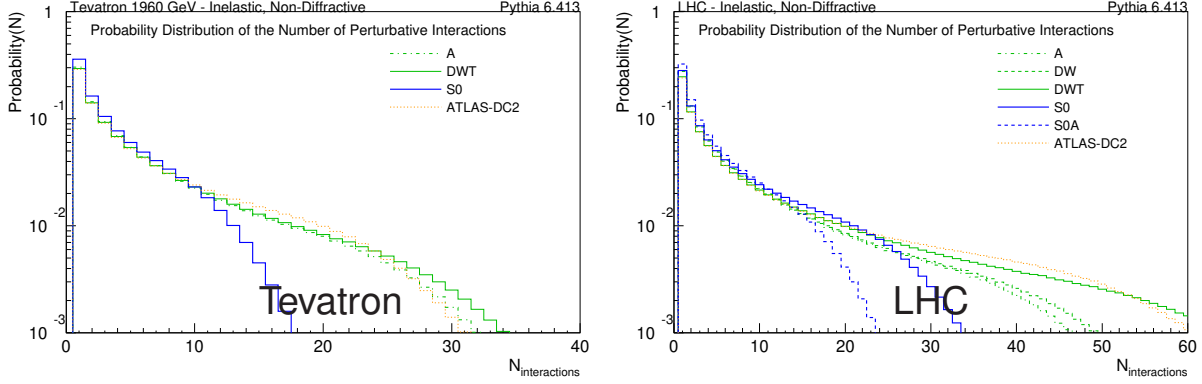 Tevatron 1960 GeV - Inelastic, Non-Diffractive
Pythia 6.413
Probability Distribution of the Number of Perturbative Interactions
A
DWT
S0
ATLAS-DC2
Probability(N)
1
10^-1
10^-2
10^-3
Tevatron
0 10 20 30 40
N_interactions
LHC - Inelastic, Non-Diffractive
Pythia 6.413
Probability Distribution of the Number of Perturbative Interactions
A
DW
DWT
S0
S0A
ATLAS-DC2
Probability(N)
1
10^-1
10^-2
10^-3
LHC
0 10 20 30 40 50 60
N_interactions